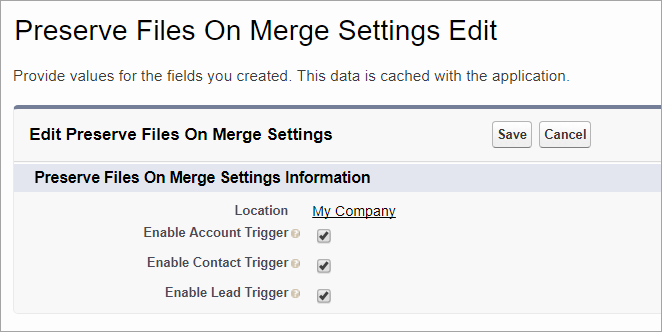 Preserve Files On Merge Settings Edit
Provide values for the fields you created. This data is cached with the application.
Edit Preserve Files On Merge Settings Save Cancel
Preserve Files On Merge Settings Information
Location My Company
Enable Account Trigger ?
Enable Contact Trigger ?
Enable Lead Trigger ?